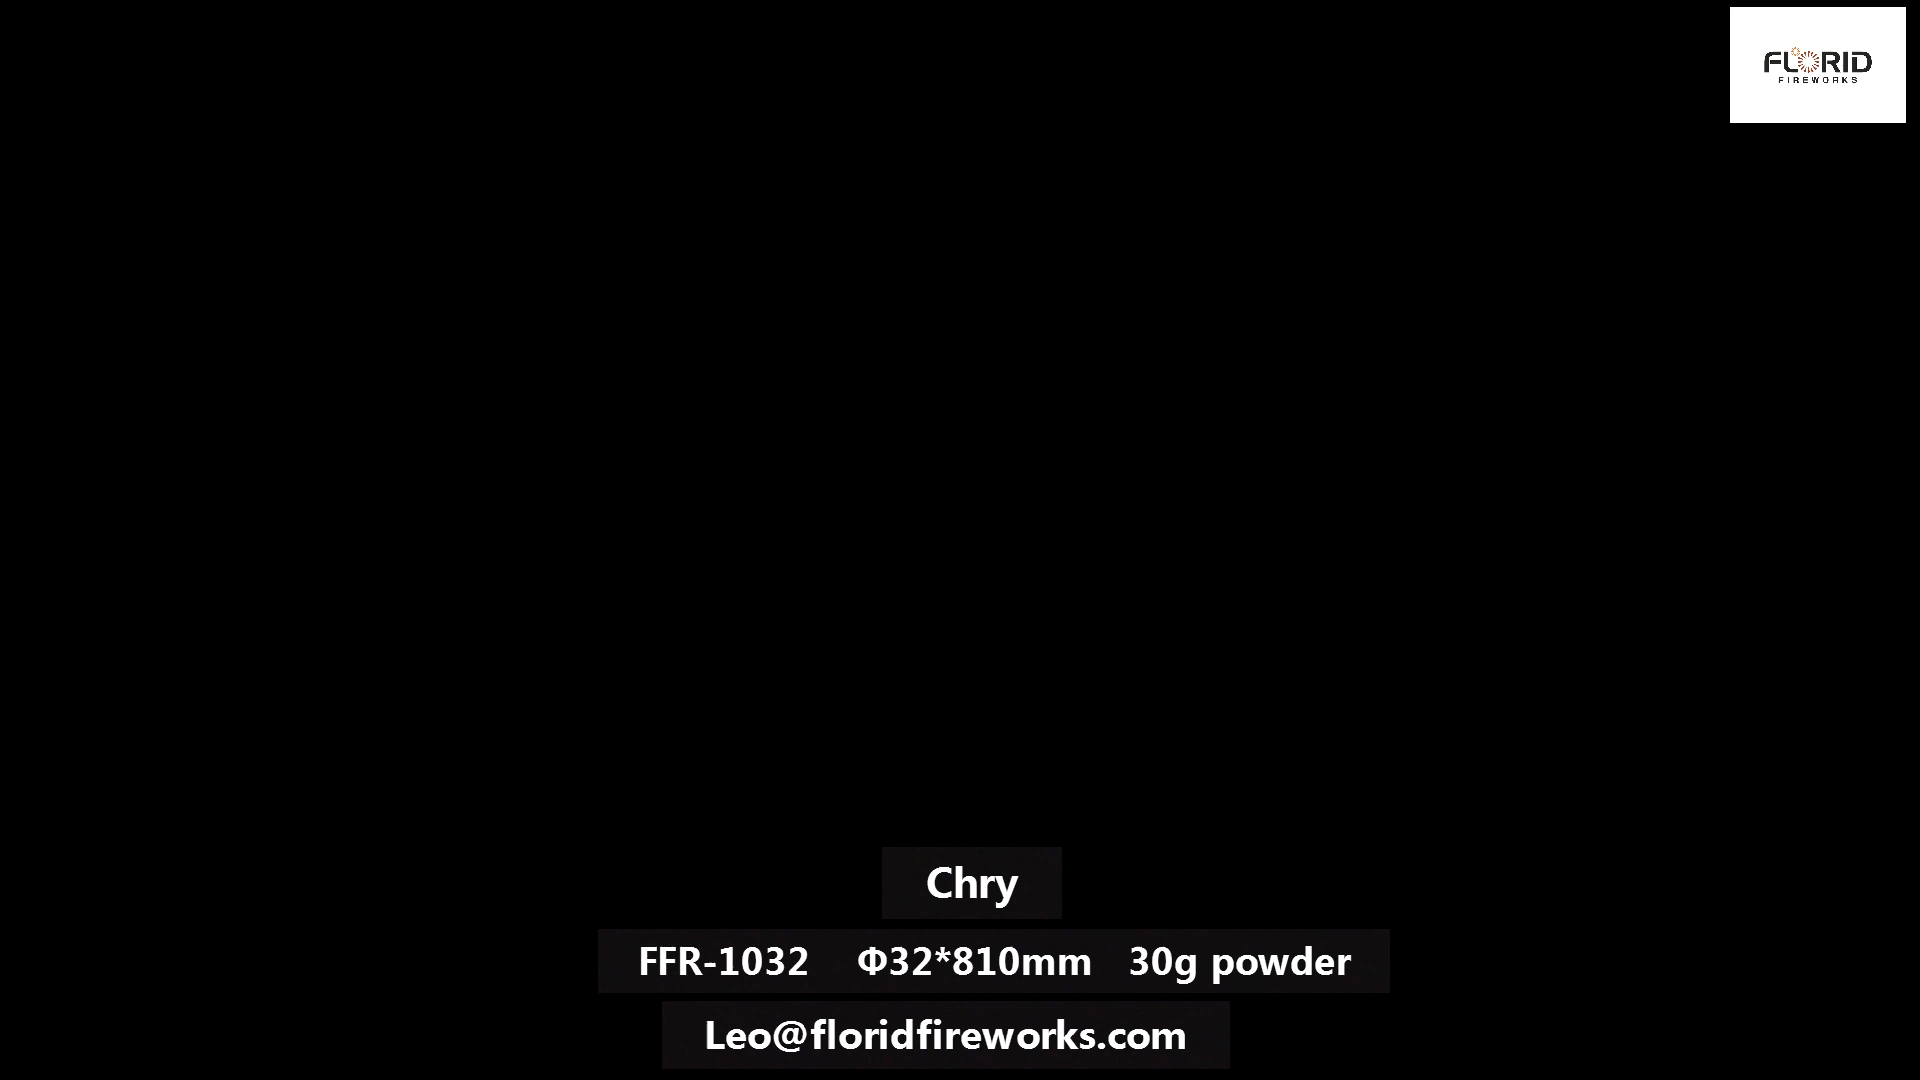 FLORID
FIREWORKS
Chry
FFR-1032 Φ32*810mm 30g powder
Leo@floridfireworks.com